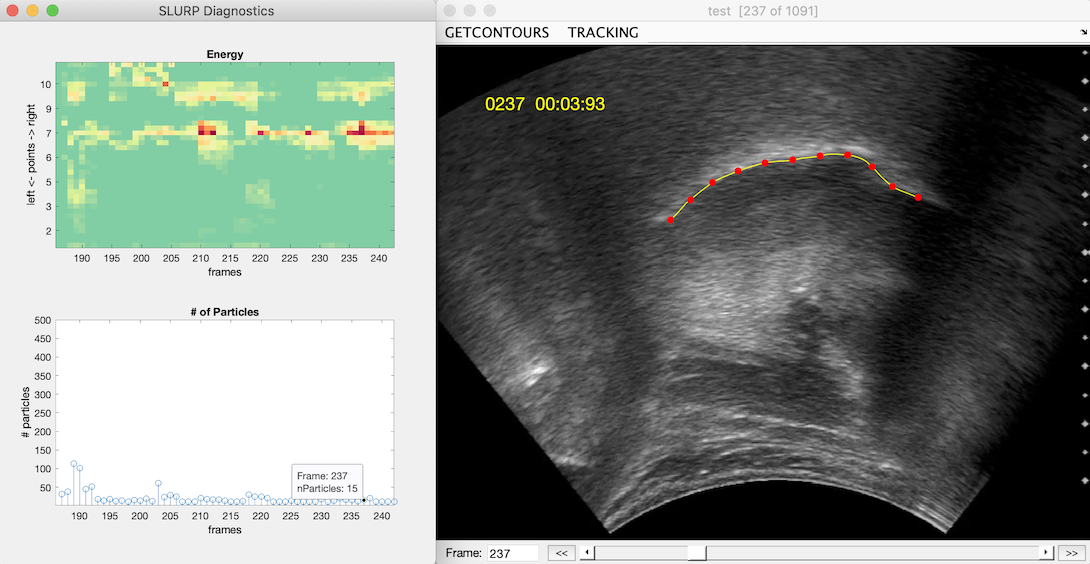 SLURP Diagnostics
Energy
left <- points -> right
10
9
7
6
5
3
2
190 195 200 205 210 215 220 225 230 235 240
frames
# of Particles
# particles
500
450
400
350
300
250
200
150
100
50
Frame: 237
nParticles: 15
190 195 200 205 210 215 220 225 230 235 240
frames
test [237 of 1091]
GETCONTOURS TRACKING
0237 00:03:93
Frame: 237 << >>